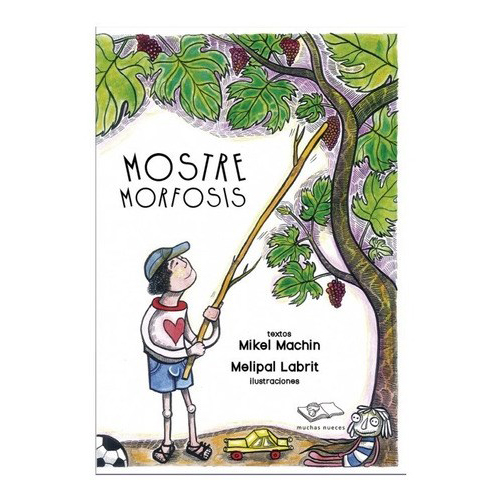 MOSTRE
MORFOSIS
textos
Mikel Machin
Melipal Labrit
ilustraciones
muchas nueces